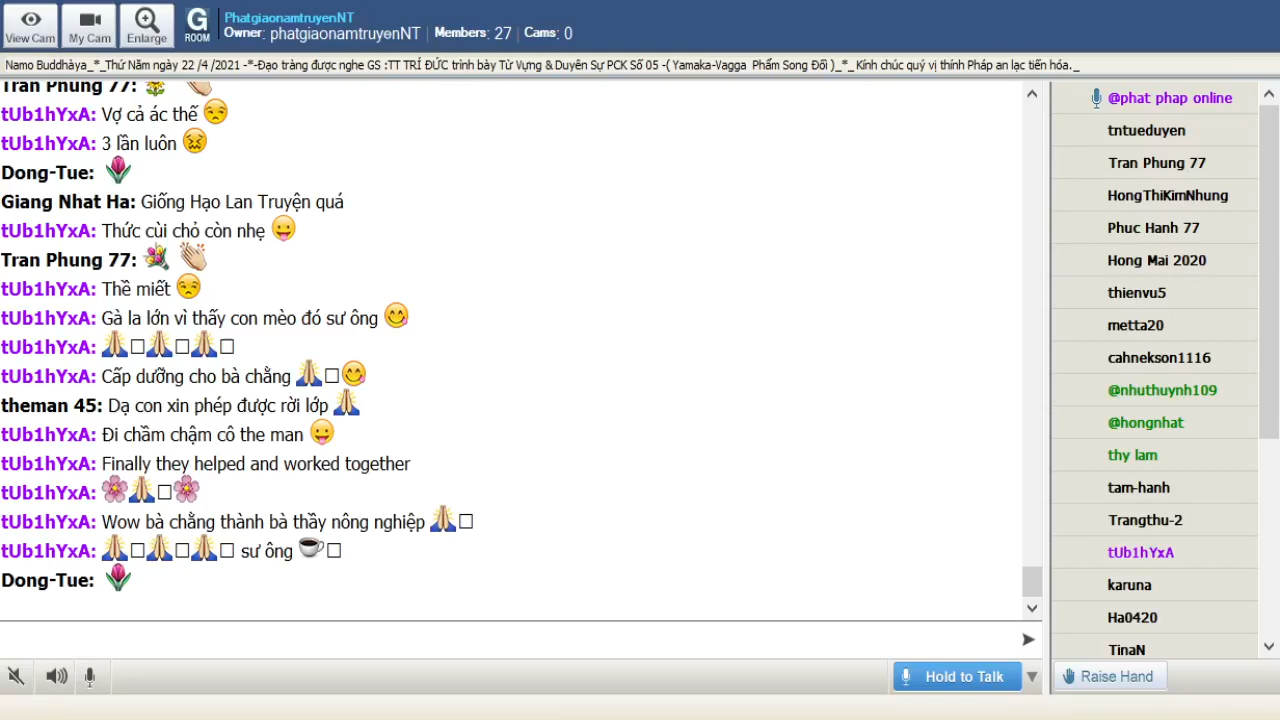 View Cam
My Cam
Enlarge
G
ROOM
PhatgiaonamtruyenNT
Owner: phatgiaonamtruyenNT | Members: 27 | Cams: 0
Namo Buddhàya_*_Thứ Năm ngày 22 /4 /2021 -*-Đạo tràng được nghe GS :TT TRÍ ĐỨC trình bày Từ Vựng & Duyên Sự PCK Số 05 -( Yamaka-Vagga Phẩm Song Đối )_*_ Kính chúc quý vị thính Pháp an lạc tiến hóa._
Tran Phung 77: 🌼 👏
tUb1hYxA: Vợ cả ác thế 😒
tUb1hYxA: 3 lần luôn 😖
Dong-Tue: 🌷
Giang Nhat Ha: Giống Hạo Lan Truyện quá
tUb1hYxA: Thức cùi chỏ còn nhẹ 😛
Tran Phung 77: 💐 👏
tUb1hYxA: Thề miết 😒
tUb1hYxA: Gà la lớn vì thấy con mèo đó sư ông 😋
tUb1hYxA: 🙏□🙏□🙏□
tUb1hYxA: Cấp dưỡng cho bà chằng 🙏□😋
theman 45: Dạ con xin phép được rời lớp 🙏
tUb1hYxA: Đi chầm chậm cô the man 😛
tUb1hYxA: Finally they helped and worked together
tUb1hYxA: 🌸🙏□🌸
tUb1hYxA: Wow bà chằng thành bà thầy nông nghiệp 🙏□
tUb1hYxA: 🙏□🙏□🙏□ sư ông ☕□
Dong-Tue: 🌷
@phat phap online
tntueduyen
Tran Phung 77
HongThiKimNhung
Phuc Hanh 77
Hong Mai 2020
thienvu5
metta20
cahnekson1116
@nhuthuynh109
@hongnhat
thy lam
tam-hanh
Trangthu-2
tUb1hYxA
karuna
Ha0420
TinaN
Hold to Talk
Raise Hand